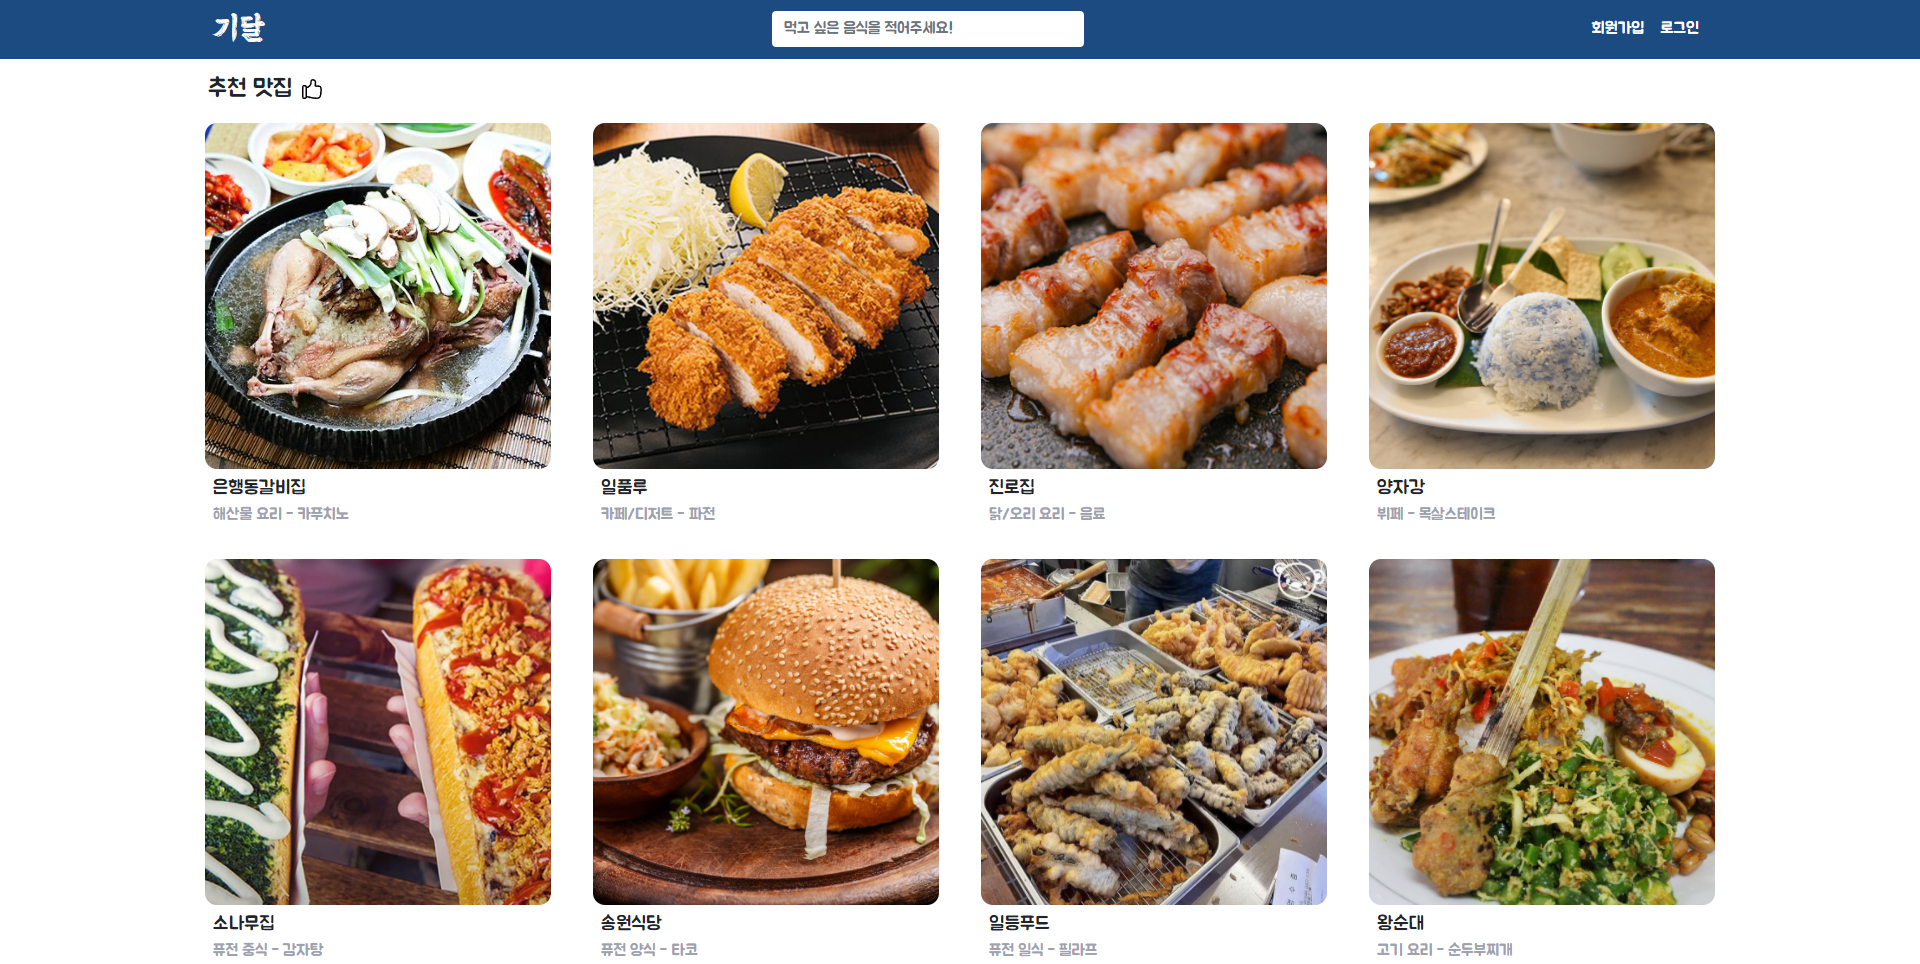 기달
먹고 싶은 음식을 적어주세요!
회원가입 로그인
추천 맛집
은행동갈비집
해산물 요리 - 카푸치노
일품루
카페/디저트 - 파전
진로집
닭/오리 요리 - 음료
양자강
뷔페 - 목살스테이크
소나무집
퓨전 중식 - 감자탕
송원식당
퓨전 양식 - 타코
일등푸드
퓨전 일식 - 필라프
왕순대
고기 요리 - 순두부찌개